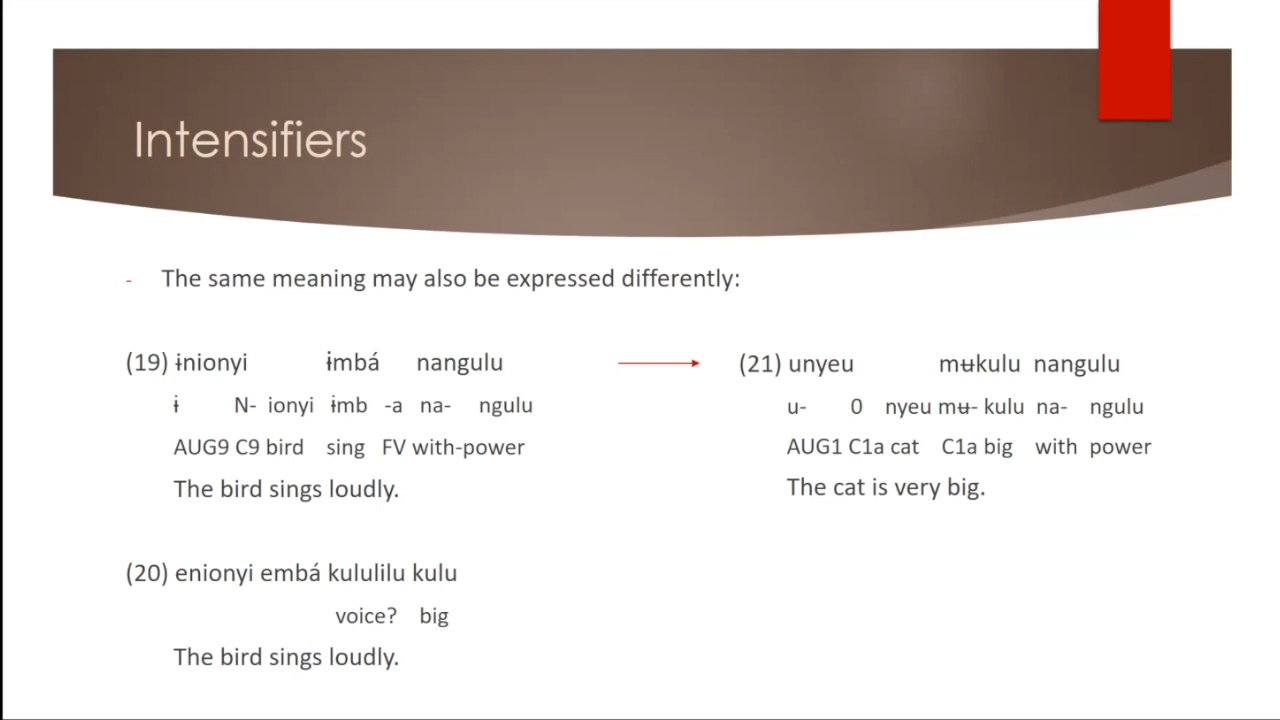 Intensifiers
- The same meaning may also be expressed differently:
(19) ɨnionyi ɨmbá nangulu
ɨ N- ionyi ɨmb -a na- ngulu
AUG9 C9 bird sing FV with-power
The bird sings loudly.
(21) unyeu mʉkulu nangulu
u- 0 nyeu mʉ- kulu na- ngulu
AUG1 C1a cat C1a big with power
The cat is very big.
(20) enionyi embá kululilu kulu
voice? big
The bird sings loudly.